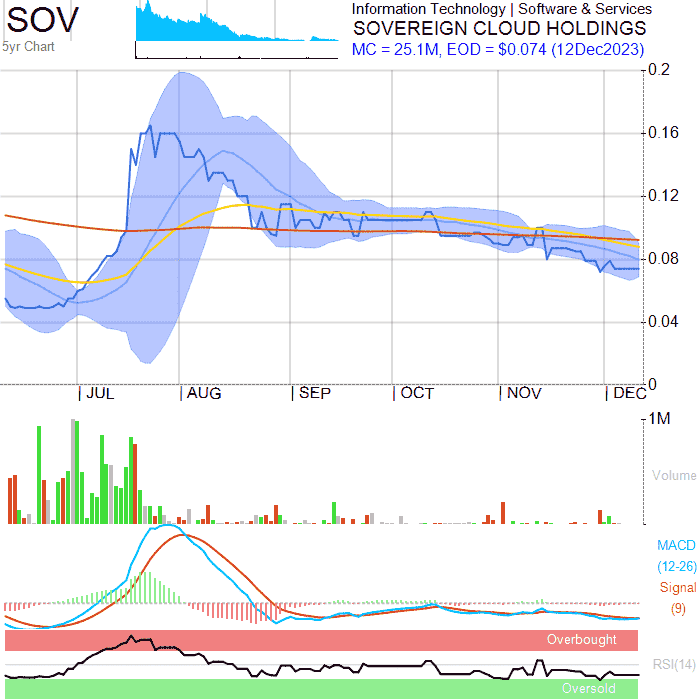 SOV
5yr Chart
Information Technology | Software & Services
SOVEREIGN CLOUD HOLDINGS
MC = 25.1M, EOD = $0.074 (12Dec2023)
0.2
0.16
0.12
0.08
0.04
0
| JUL | AUG | SEP | OCT | NOV | DEC
1M
Volume
MACD
(12-26)
Signal
(9)
Overbought
RSI(14)
Oversold